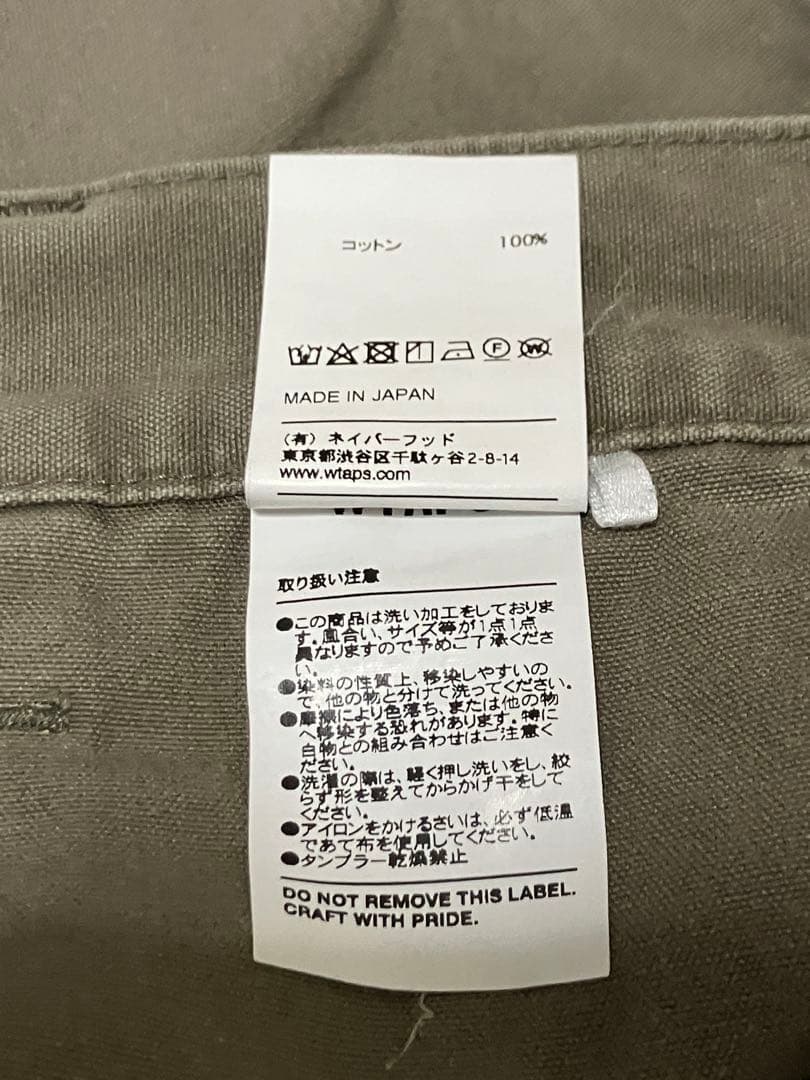 コットン 100%
MADE IN JAPAN
(有) ネイバーフッド
東京都渋谷区千駄ヶ谷2-8-14
www.wtaps.com
取り扱い注意
●この商品は洗い加工をしておりま
す。風合い、サイズ等が1点1点
異なりますので予めご了承くださ
い。
●染料の性質上、移染しやすいの
で、他の物と分けて洗ってください。
●摩擦により色落ち、または他の物
へ移染する恐れがあります。特に
白物との組み合わせはご注意く
ださい。
●洗濯の際は、軽く押し洗いをし、絞
らず形を整えてからかげ干をして
ください。
●アイロンをかけるさいは、必ず低温
であて布を使用してください。
●タンブラー乾燥禁止
DO NOT REMOVE THIS LABEL.
CRAFT WITH PRIDE.